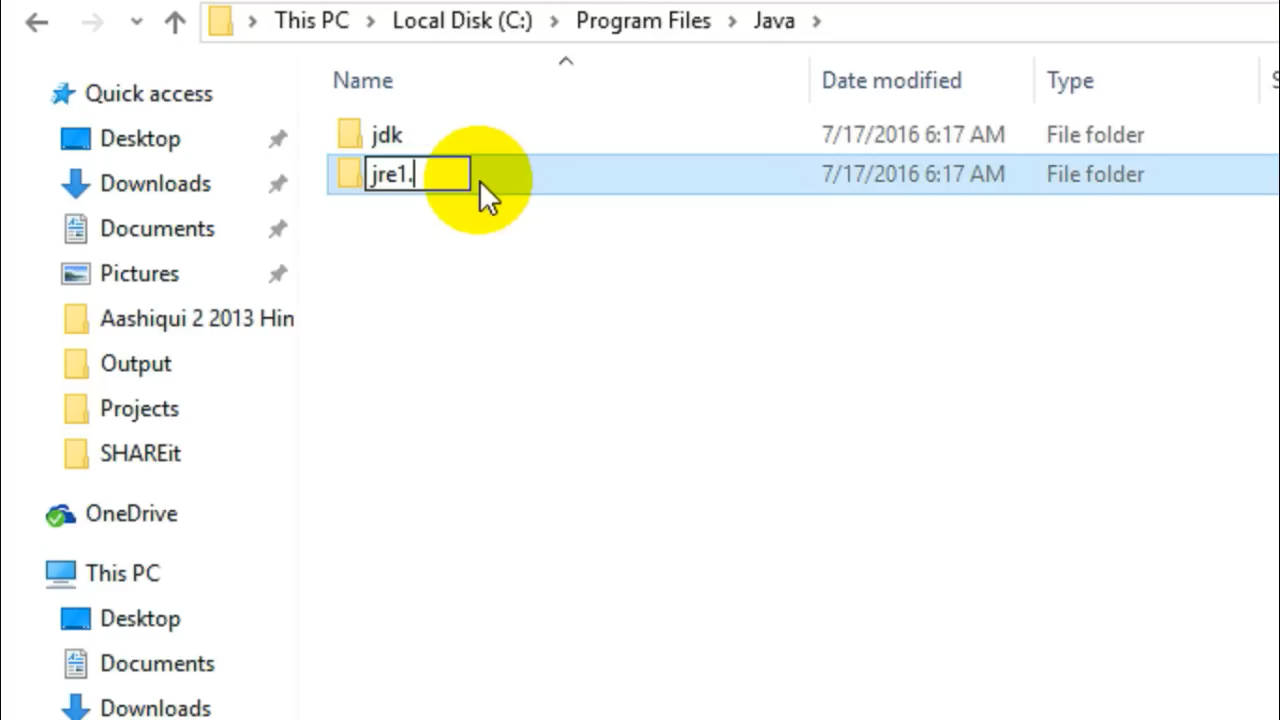 This PC > Local Disk (C:) > Program Files > Java >
Name
Date modified
Type
Quick access
Desktop
Downloads
Documents
Pictures
Aashiqui 2 2013 Hin
Output
Projects
SHAREit
OneDrive
This PC
Desktop
Documents
Downloads
jdk 7/17/2016 6:17 AM File folder
jre1. 7/17/2016 6:17 AM File folder